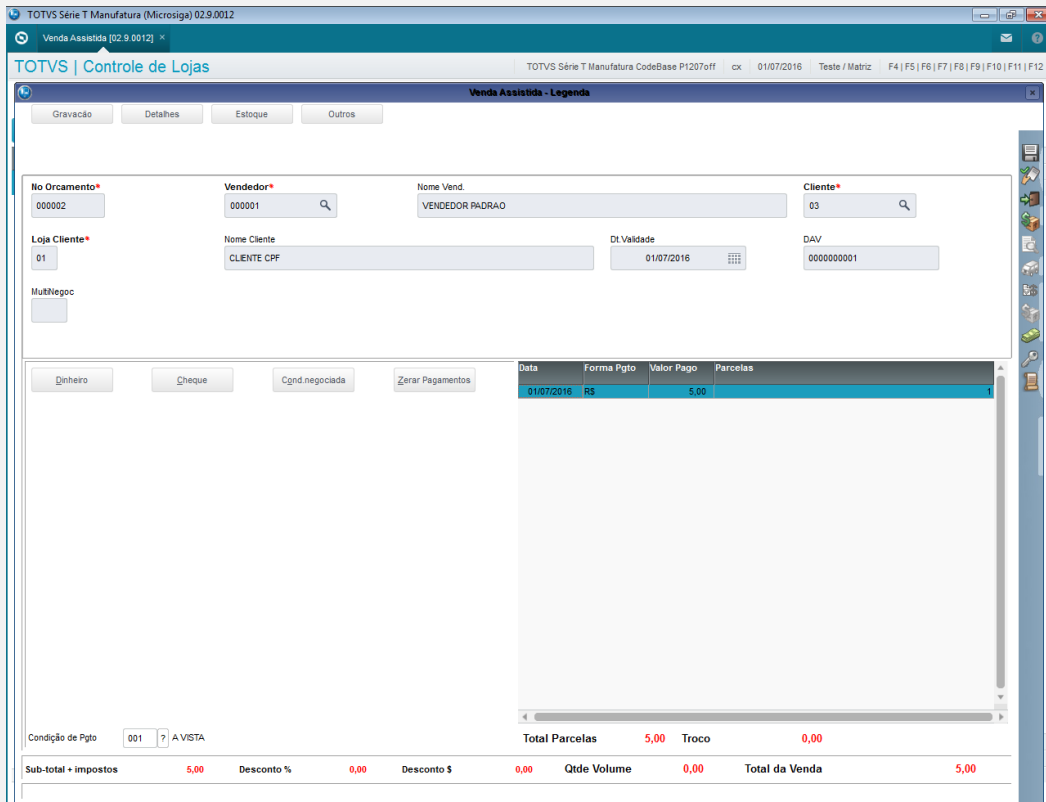 TOTVS Série T Manufatura (Microsiga) 02.9.0012
Venda Assistida [02.9.0012] ×
TOTVS | Controle de Lojas
TOTVS Série T Manufatura CodeBase P1207off cx 01/07/2016 Teste / Matriz F4 | F5 | F6 | F7 | F8 | F9 | F10 | F11 | F12
Venda Assistida - Legenda
Gravacão Detalhes Estoque Outros
No Orcamento* Vendedor* Nome Vend. Cliente*
000002 000001 VENDEDOR PADRAO 03
Loja Cliente* Nome Cliente Dt.Validade DAV
01 CLIENTE CPF 01/07/2016 0000000001
MultiNegoc
Dinheiro Cheque Cond.negociada Zerar Pagamentos
Data Forma Pgto Valor Pago Parcelas
01/07/2016 R$ 5,00 1
Condição de Pgto 001 ? A VISTA
Total Parcelas 5,00 Troco 0,00
Sub-total + impostos 5,00 Desconto % 0,00 Desconto $ 0,00 Qtde Volume 0,00 Total da Venda 5,00